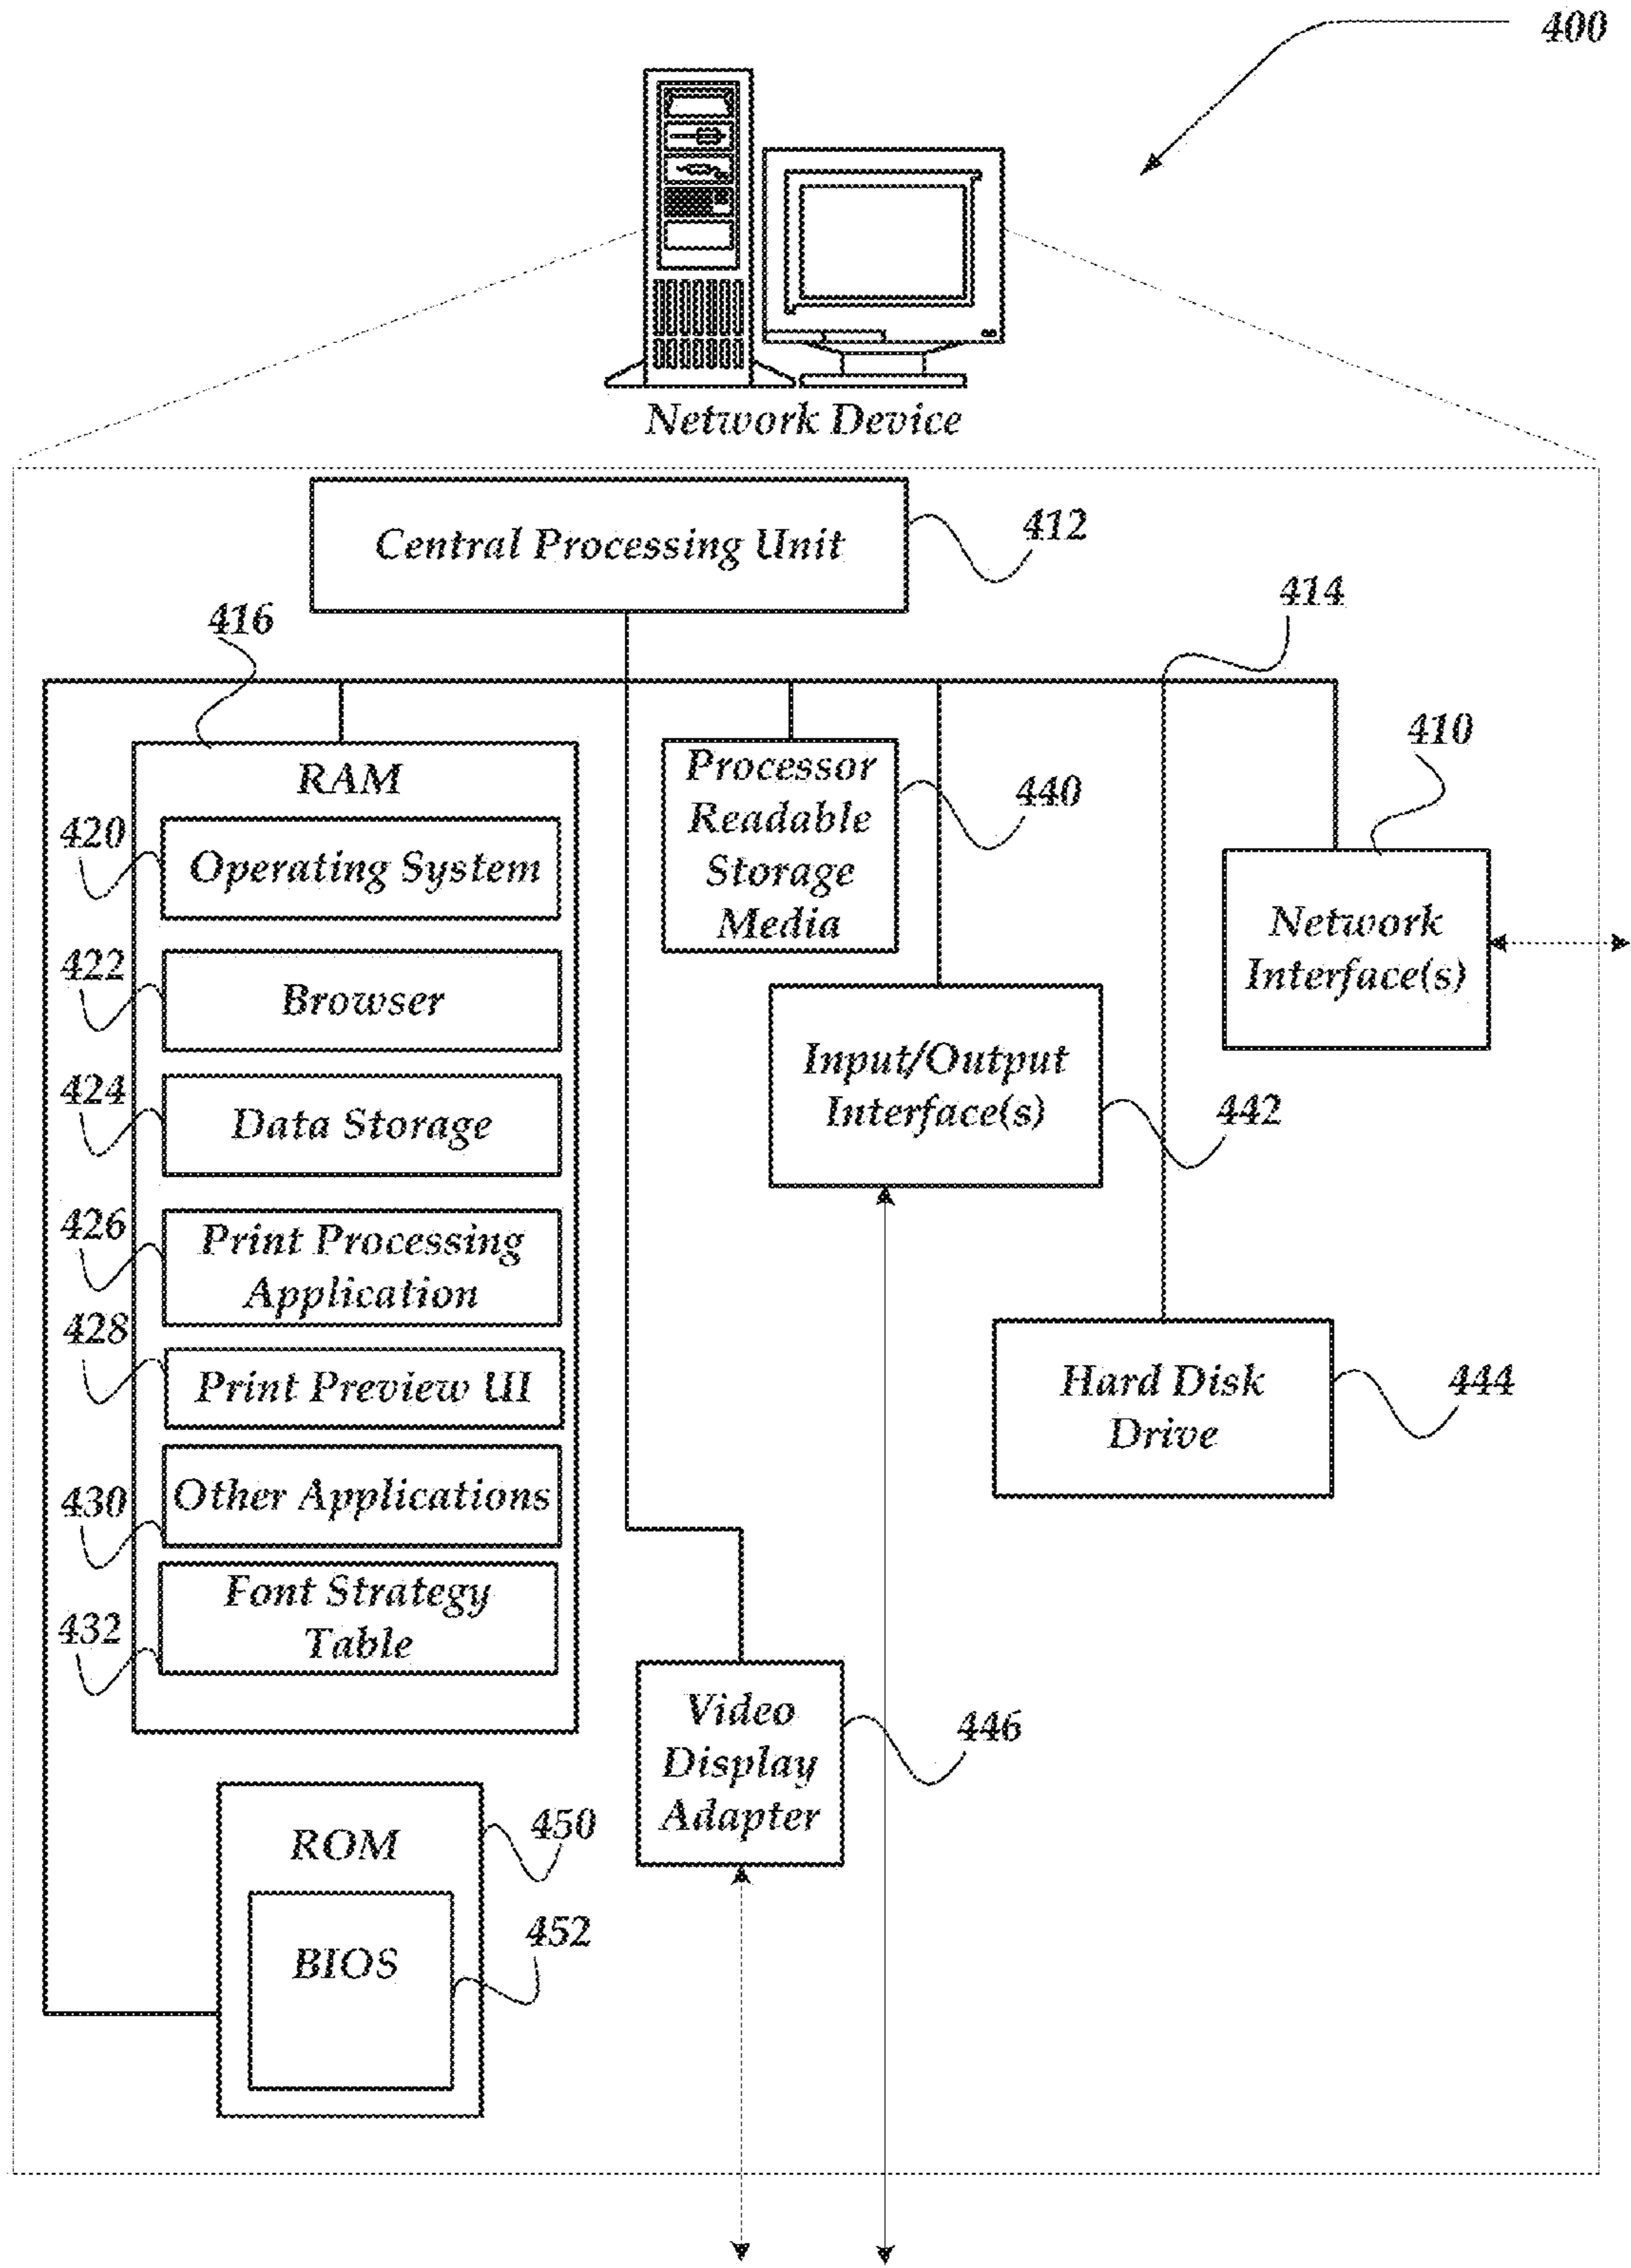 400
Network Device
Central Processing Unit
412
414
416
RAM
420
Operating System
422
Browser
424
Data Storage
426
Print Processing
Application
428
Print Preview UI
430
Other Applications
432
Font Strategy
Table
Processor
Readable
Storage
Media
440
410
Network
Interface(s)
Input/Output
Interface(s)
442
Hard Disk
Drive
444
Video
Display
Adapter
446
ROM
450
BIOS
452